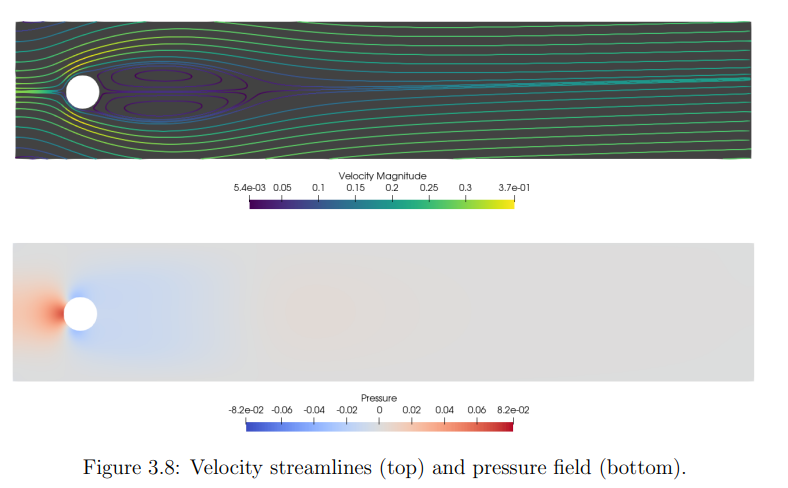 Velocity Magnitude
5.4e-03 0.05 0.1 0.15 0.2 0.25 0.3 3.7e-01
Pressure
-8.2e-02 -0.06 -0.04 -0.02 0 0.02 0.04 0.06 8.2e-02
Figure 3.8: Velocity streamlines (top) and pressure field (bottom).